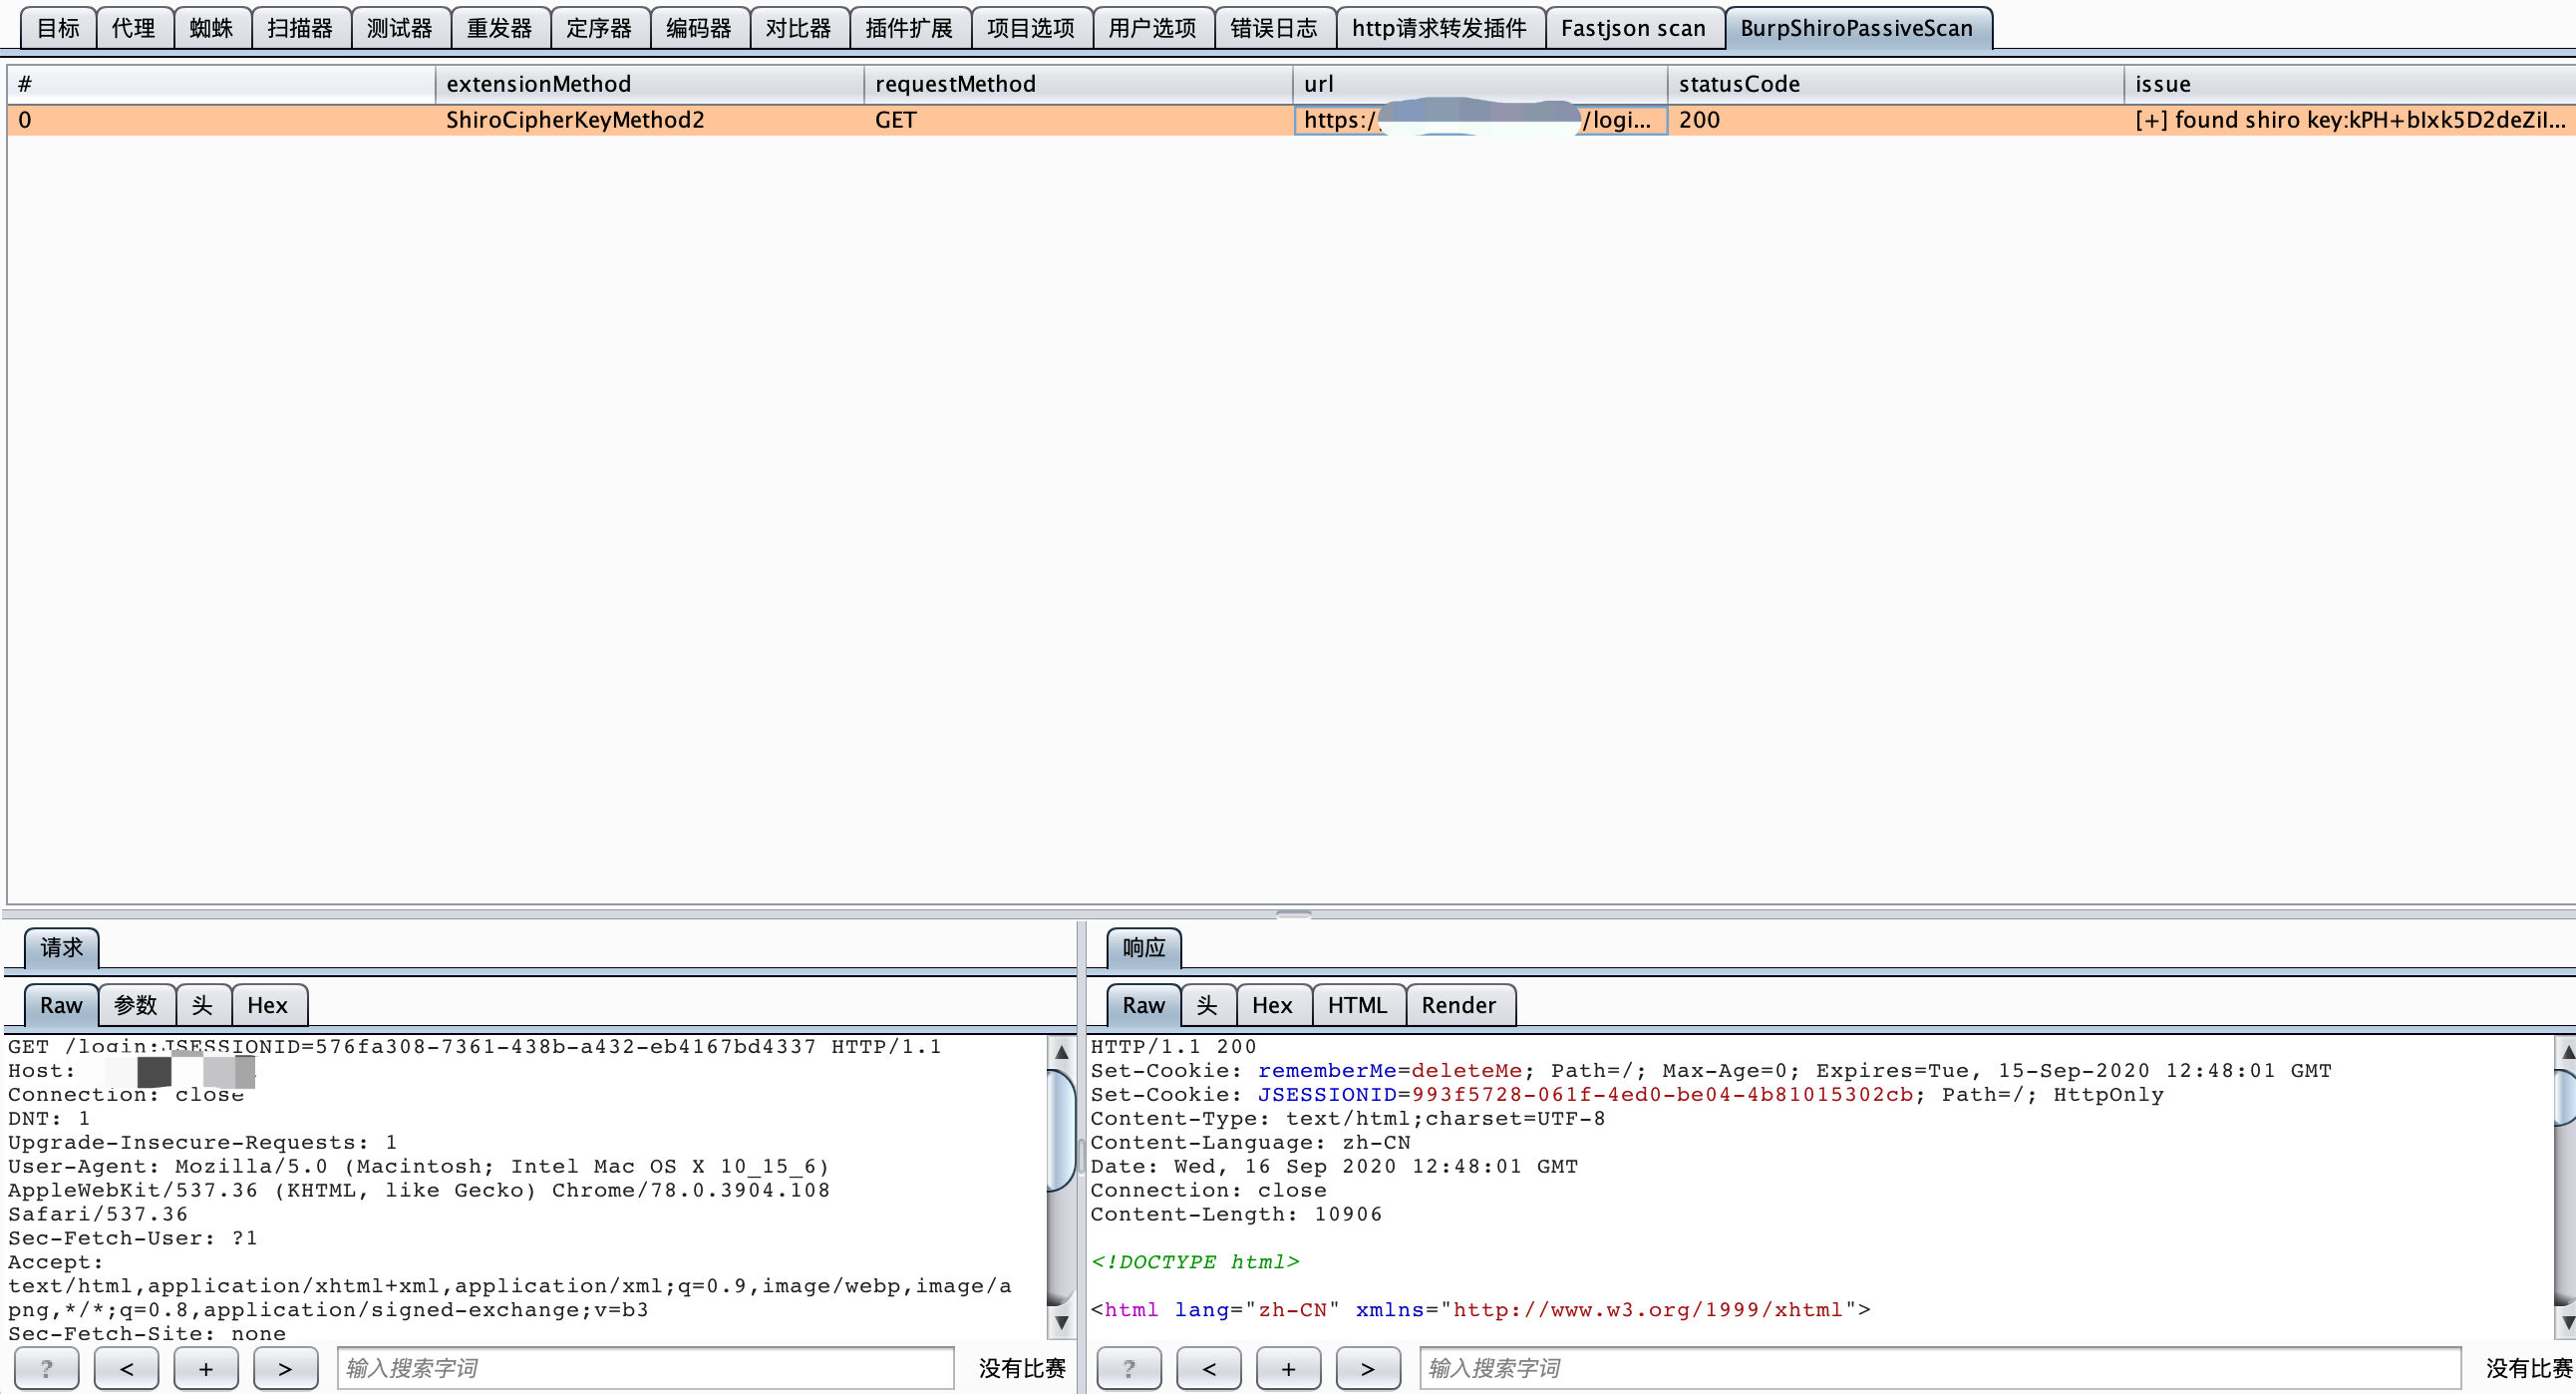 目标 代理 蜘蛛 扫描器 测试器 重发器 定序器 编码器 对比器 插件扩展 项目选项 用户选项 错误日志 http请求转发插件 Fastjson scan BurpShiroPassiveScan
# extensionMethod requestMethod url statusCode issue
0 ShiroCipherKeyMethod2 GET https:/ /logi... 200 [+] found shiro key:kPH+bIxk5D2deZiI...
请求
Raw 参数 头 Hex
GET /login;JSESSIONID=576fa308-7361-438b-a432-eb4167bd4337 HTTP/1.1
Host:
Connection: close
DNT: 1
Upgrade-Insecure-Requests: 1
User-Agent: Mozilla/5.0 (Macintosh; Intel Mac OS X 10_15_6)
AppleWebKit/537.36 (KHTML, like Gecko) Chrome/78.0.3904.108
Safari/537.36
Sec-Fetch-User: ?1
Accept:
text/html,application/xhtml+xml,application/xml;q=0.9,image/webp,image/a
png,*/*;q=0.8,application/signed-exchange;v=b3
Sec-Fetch-Site: none
? < + > 输入搜索字词 没有比赛
响应
Raw 头 Hex HTML Render
HTTP/1.1 200
Set-Cookie: rememberMe=deleteMe; Path=/; Max-Age=0; Expires=Tue, 15-Sep-2020 12:48:01 GMT
Set-Cookie: JSESSIONID=993f5728-061f-4ed0-be04-4b81015302cb; Path=/; HttpOnly
Content-Type: text/html;charset=UTF-8
Content-Language: zh-CN
Date: Wed, 16 Sep 2020 12:48:01 GMT
Connection: close
Content-Length: 10906
<!DOCTYPE html>
<html lang="zh-CN" xmlns="http://www.w3.org/1999/xhtml">
? < + > 输入搜索字词 没有比赛